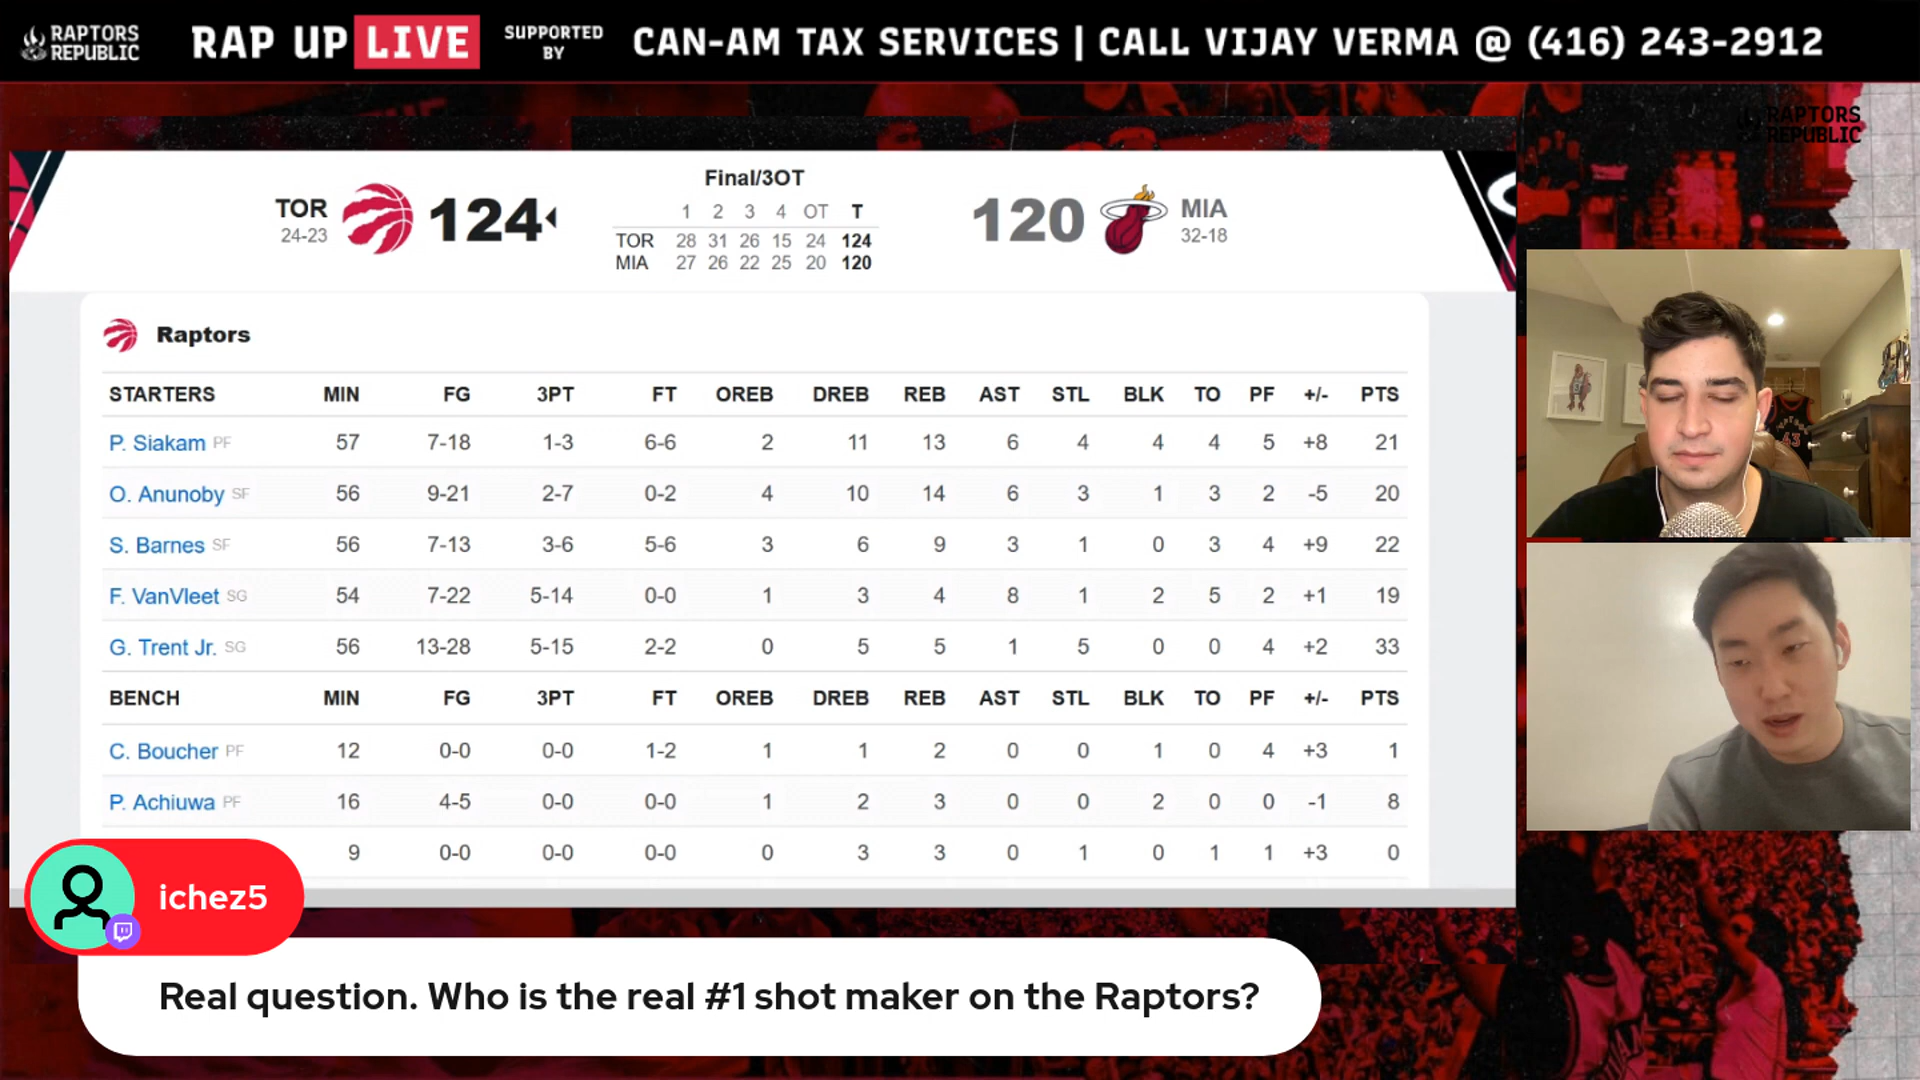 RAPTORS
REPUBLIC
RAP UP LIVE
SUPPORTED
BY
CAN-AM TAX SERVICES | CALL VIJAY VERMA @ (416) 243-2912
RAPTORS
REPUBLIC
Final/3OT
TOR
24-23
124
1 2 3 4 OT T
TOR 28 31 26 15 24 124
MIA 27 26 22 25 20 120
120
MIA
32-18
Raptors
STARTERS MIN FG 3PT FT OREB DREB REB AST STL BLK TO PF +/- PTS
P. Siakam PF 57 7-18 1-3 6-6 2 11 13 6 4 4 4 5 +8 21
O. Anunoby SF 56 9-21 2-7 0-2 4 10 14 6 3 1 3 2 -5 20
S. Barnes SF 56 7-13 3-6 5-6 3 6 9 3 1 0 3 4 +9 22
F. VanVleet SG 54 7-22 5-14 0-0 1 3 4 8 1 2 5 2 +1 19
G. Trent Jr. SG 56 13-28 5-15 2-2 0 5 5 1 5 0 0 4 +2 33
BENCH MIN FG 3PT FT OREB DREB REB AST STL BLK TO PF +/- PTS
C. Boucher PF 12 0-0 0-0 1-2 1 1 2 0 0 1 0 4 +3 1
P. Achiuwa PF 16 4-5 0-0 0-0 1 2 3 0 0 2 0 0 -1 8
9 0-0 0-0 0-0 0 3 3 0 1 0 1 1 +3 0
ichez5
Real question. Who is the real #1 shot maker on the Raptors?
43